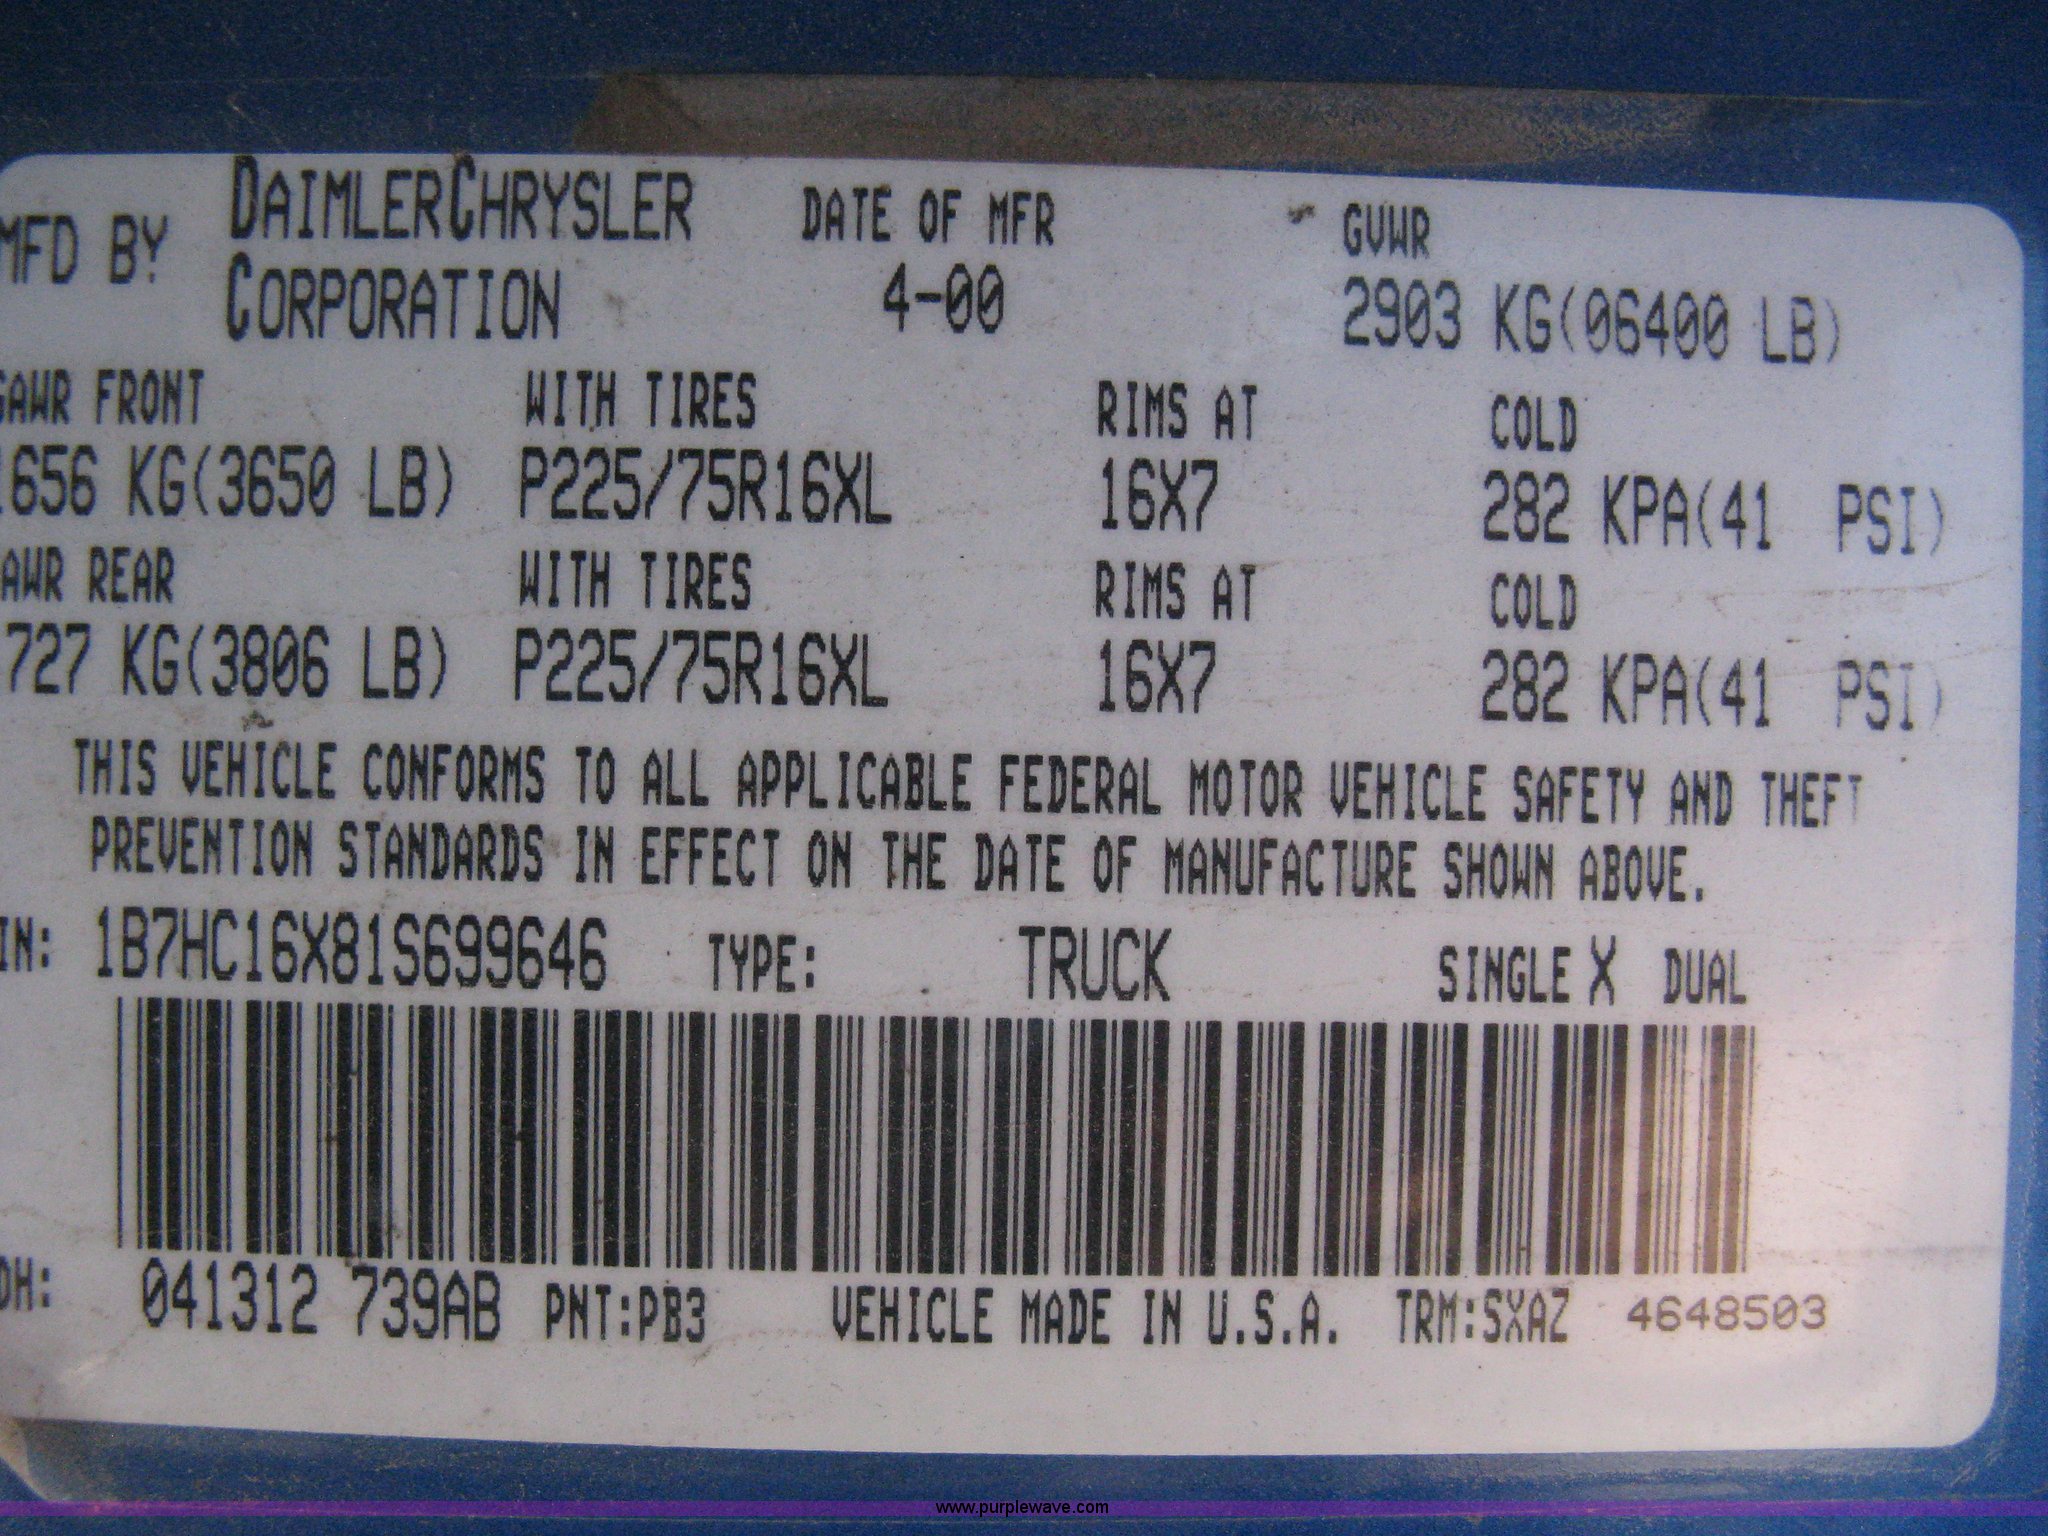 MFD BY DAIMLERCHRYSLER CORPORATION DATE OF MFR 4-00 GVWR 2903 KG(06400 LB)
GAWR FRONT WITH TIRES RIMS AT COLD
1656 KG(3650 LB) P225/75R16XL 16X7 282 KPA(41 PSI)
AWR REAR WITH TIRES RIMS AT COLD
727 KG(3806 LB) P225/75R16XL 16X7 282 KPA(41 PSI)
THIS VEHICLE CONFORMS TO ALL APPLICABLE FEDERAL MOTOR VEHICLE SAFETY AND THEFT
PREVENTION STANDARDS IN EFFECT ON THE DATE OF MANUFACTURE SHOWN ABOVE.
IN: 1B7HC16X81S699646 TYPE: TRUCK SINGLE X DUAL
DH: 041312 739AB PNT:PB3 VEHICLE MADE IN U.S.A. TRM:SXAZ 4648503
www.purplewave.com